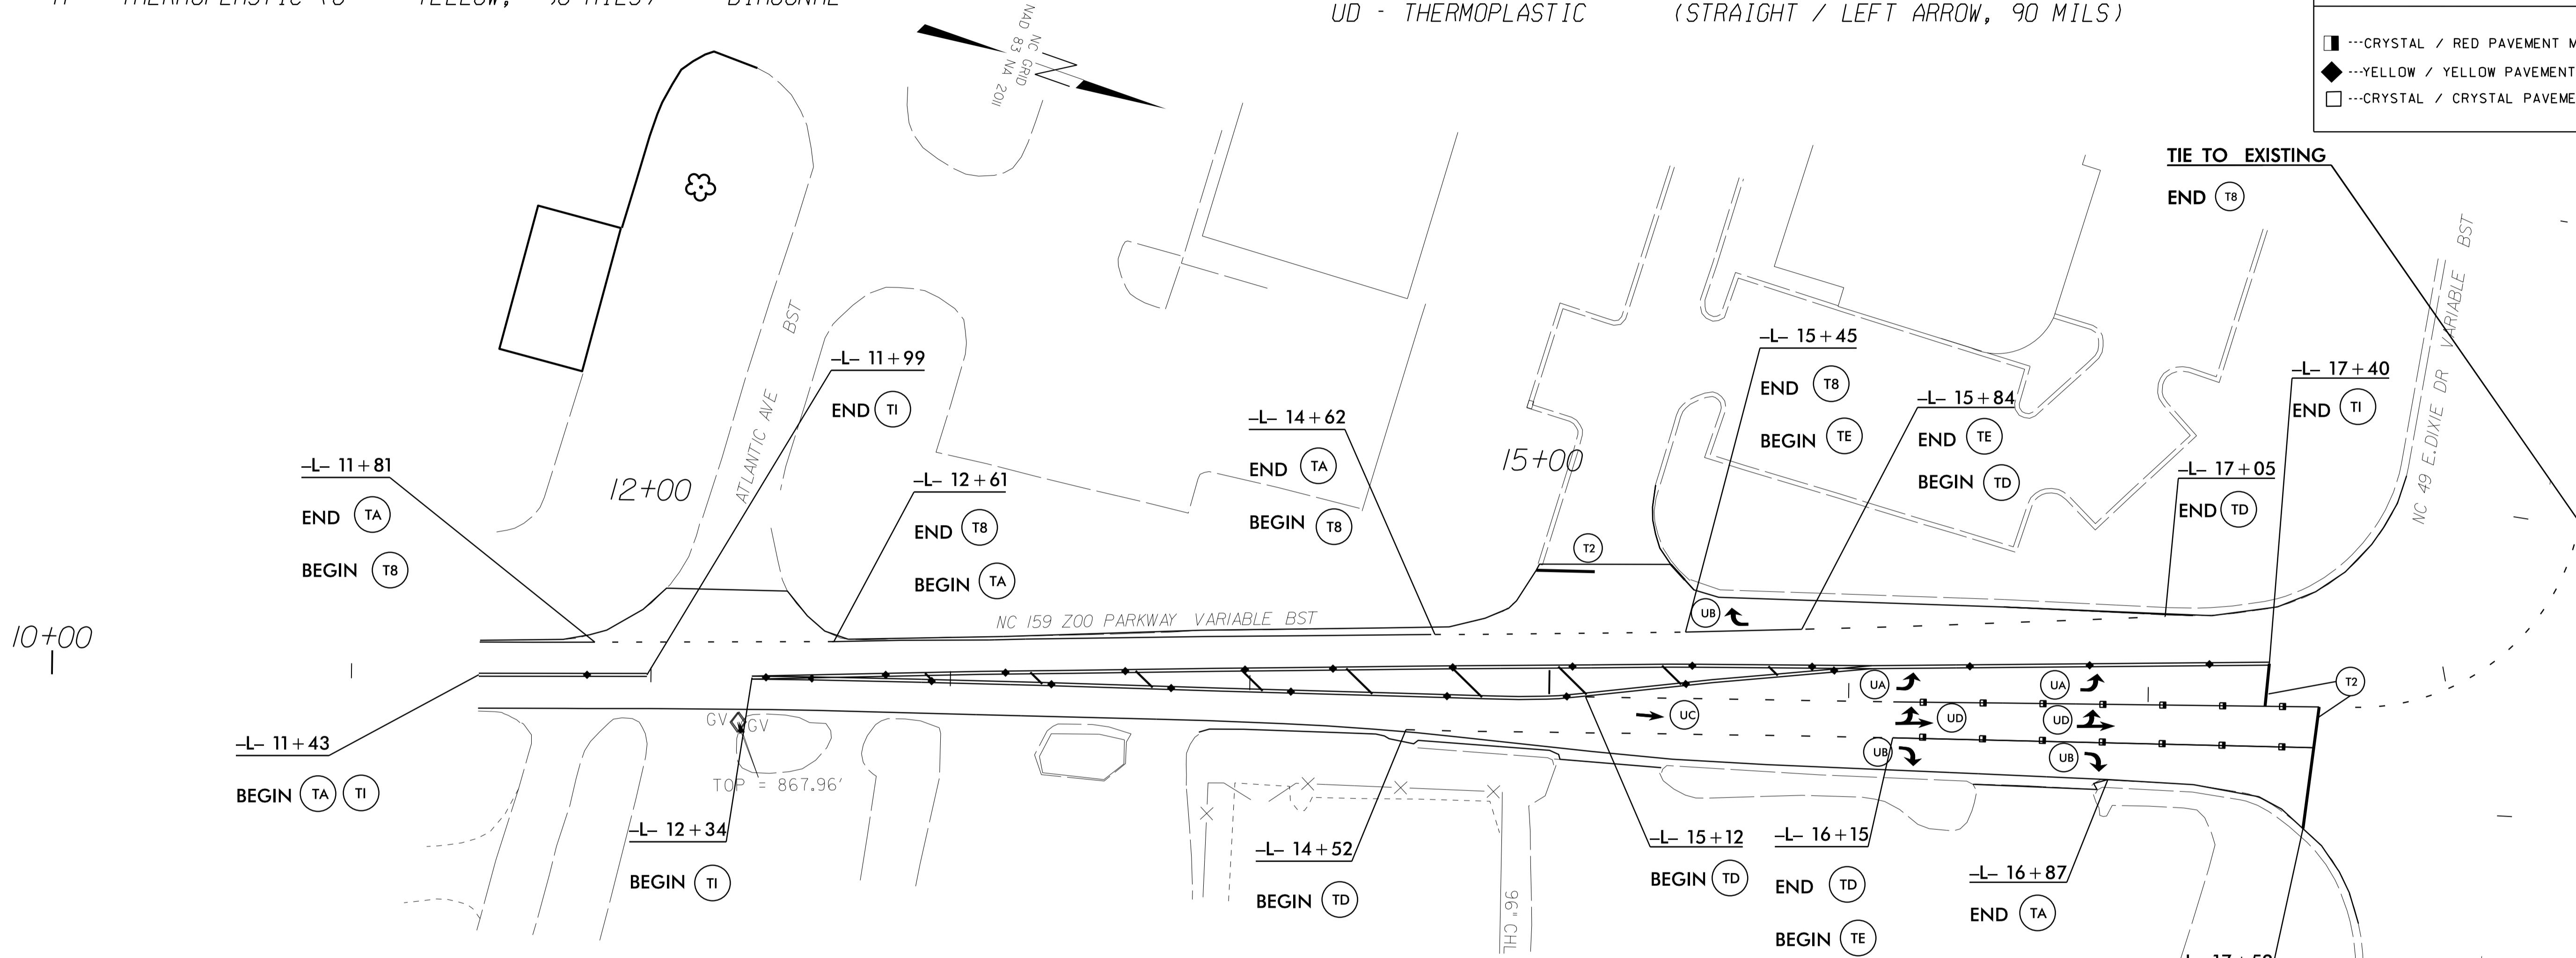 UD - THERMOPLASTIC (STRAIGHT / LEFT ARROW, 90 MILS)
---CRYSTAL / RED PAVEMENT
---YELLOW / YELLOW PAVEMENT
---CRYSTAL / CRYSTAL
NC GRID
NAD 83 NA 2011
TIE TO EXISTING
END T8
-L- 11+99
END T1
-L- 15+45
END T8
BEGIN TE
-L- 15+84
END TE
BEGIN TD
-L- 17+40
END T1
-L- 17+05
END TD
-L- 14+62
END TA
BEGIN T8
-L- 11+81
END TA
BEGIN T8
-L- 12+61
END T8
BEGIN TA
12+00
15+00
ATLANTIC AVE BST
NC 49 E.DIXIE DR VARIABLE BST
T2
NC 159 ZOO PARKWAY VARIABLE BST
10+00
UB
UA
UA
T2
UC
UD
UD
UB
UB
GV
GV
TOP = 867.96'
-L- 11+43
BEGIN TA T1
-L- 12+34
BEGIN T1
-L- 14+52
BEGIN TD
96" CHL
-L- 15+12
BEGIN TD
-L- 16+15
END TD
BEGIN TE
-L- 16+87
END TA